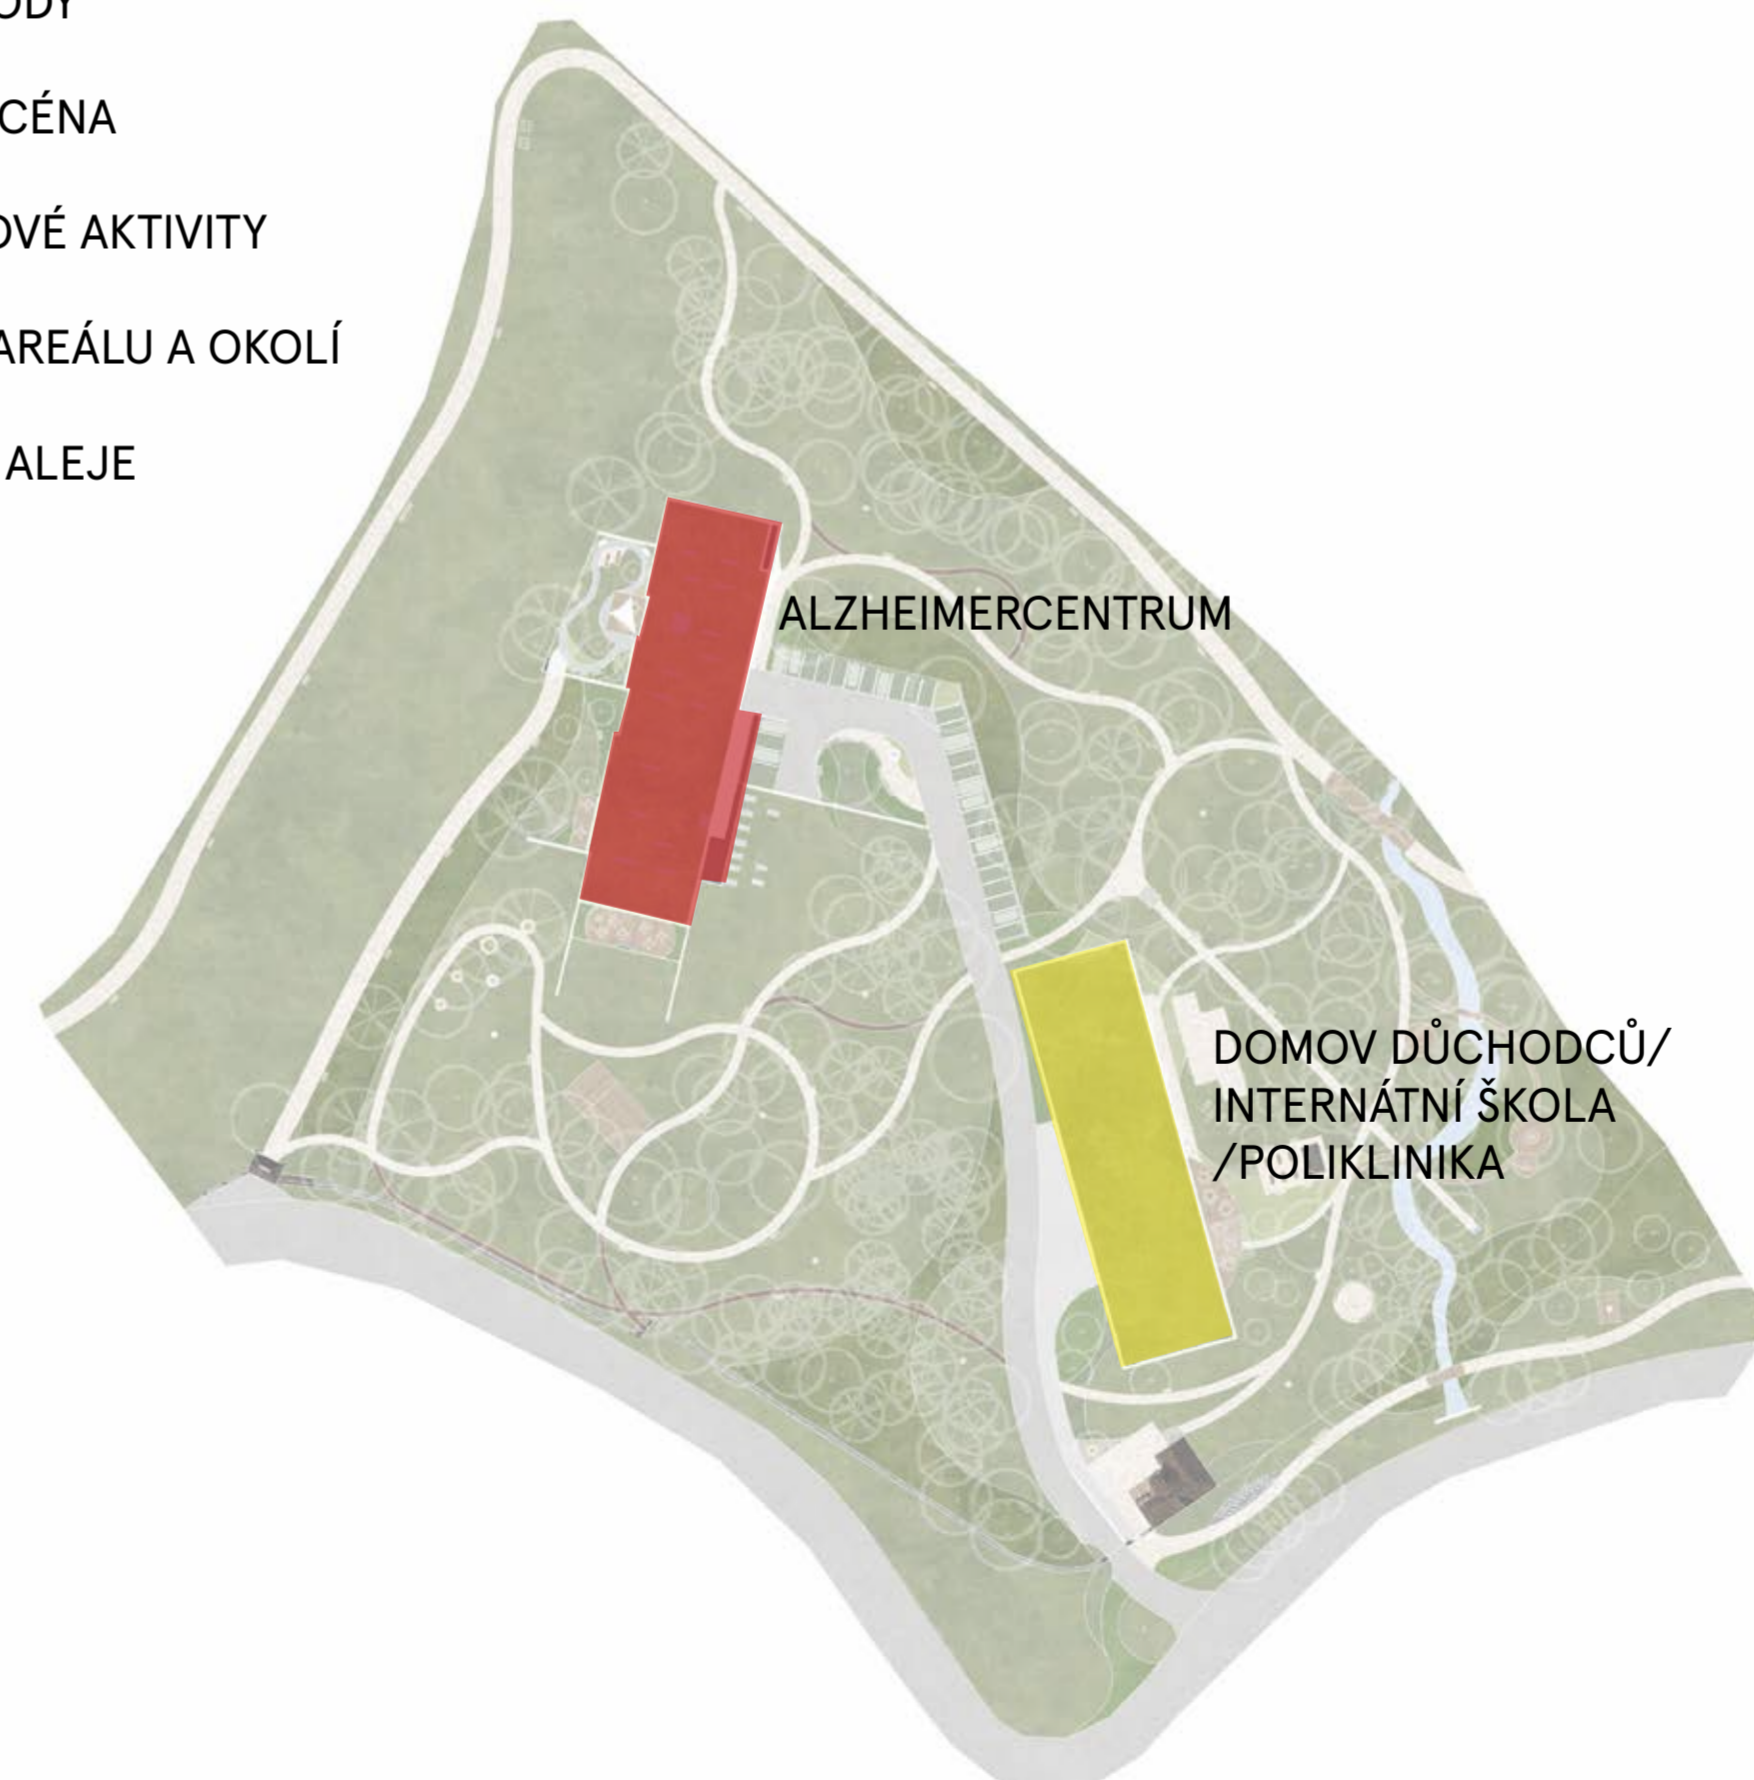 ODY
CÉNA
OVÉ AKTIVITY
AREÁLU A OKOLÍ
ALEJE
ALZHEIMERCENTRUM
DOMOV DŮCHODCŮ/
INTERNÁTNÍ ŠKOLA
/POLIKLINIKA